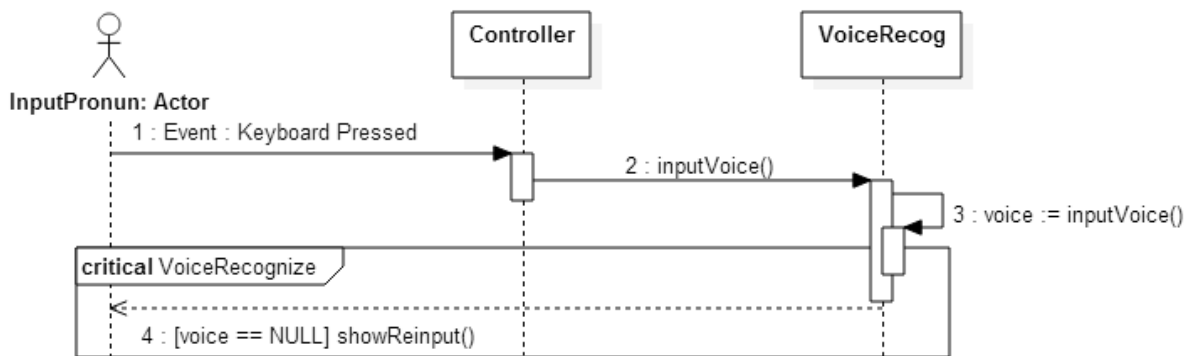 Controller
VoiceRecog
InputPronun: Actor
1 : Event : Keyboard Pressed
2 : inputVoice()
3 : voice := inputVoice()
critical VoiceRecognize
4 : [voice == NULL] showReinput()